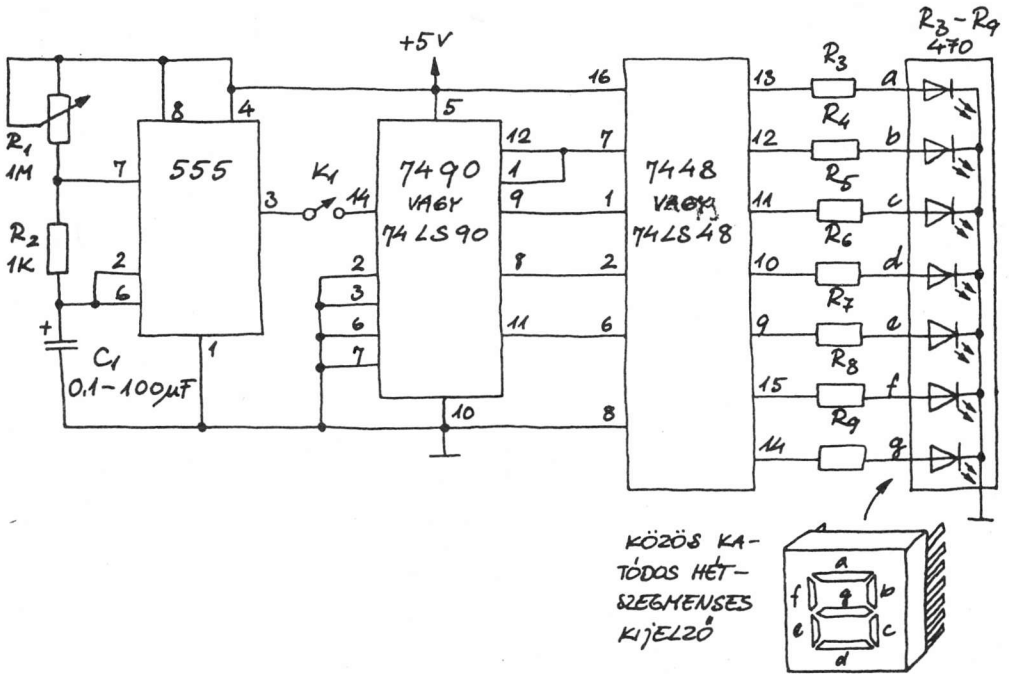 +5V
R3-R9
470
R1
1M
R2
1K
+
C1
0.1-100µF
555
8
4
7
2
6
3
1
K1
7490
VAGY
74LS90
5
14
2
3
6
7
12
1
9
8
11
10
7448
VAGY
74LS48
16
7
1
2
6
8
13
12
11
10
9
15
14
R3
R4
R5
R6
R7
R8
R9
a
b
c
d
e
f
g
KÖZÖS KA-
TÓDOS HÉT-
SZEGMENSES
KIJELZŐ
a
f g b
e c
d